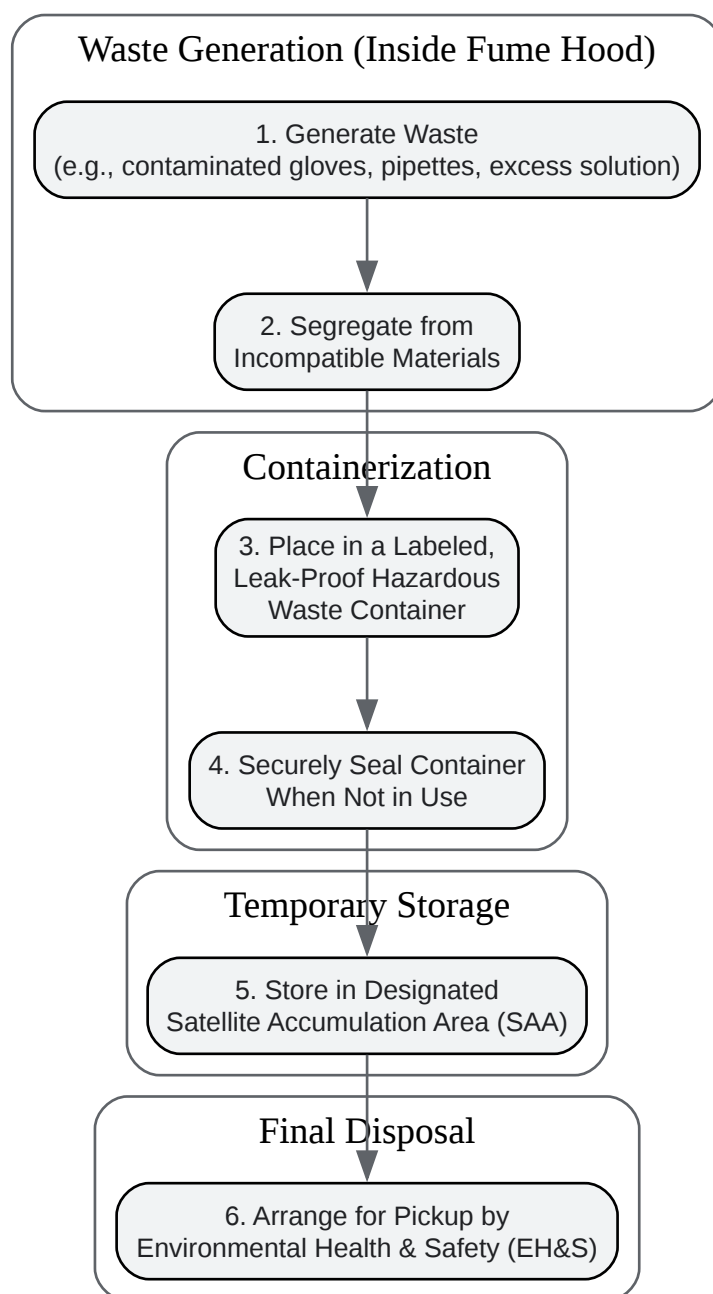 Waste Generation (Inside Fume Hood)
1. Generate Waste
(e.g., contaminated gloves, pipettes, excess solution)
2. Segregate from
Incompatible Materials
Containerization
3. Place in a Labeled,
Leak-Proof Hazardous
Waste Container
4. Securely Seal Container
When Not in Use
Temporary Storage
5. Store in Designated
Satellite Accumulation Area (SAA)
Final Disposal
6. Arrange for Pickup by
Environmental Health & Safety (EH&S)